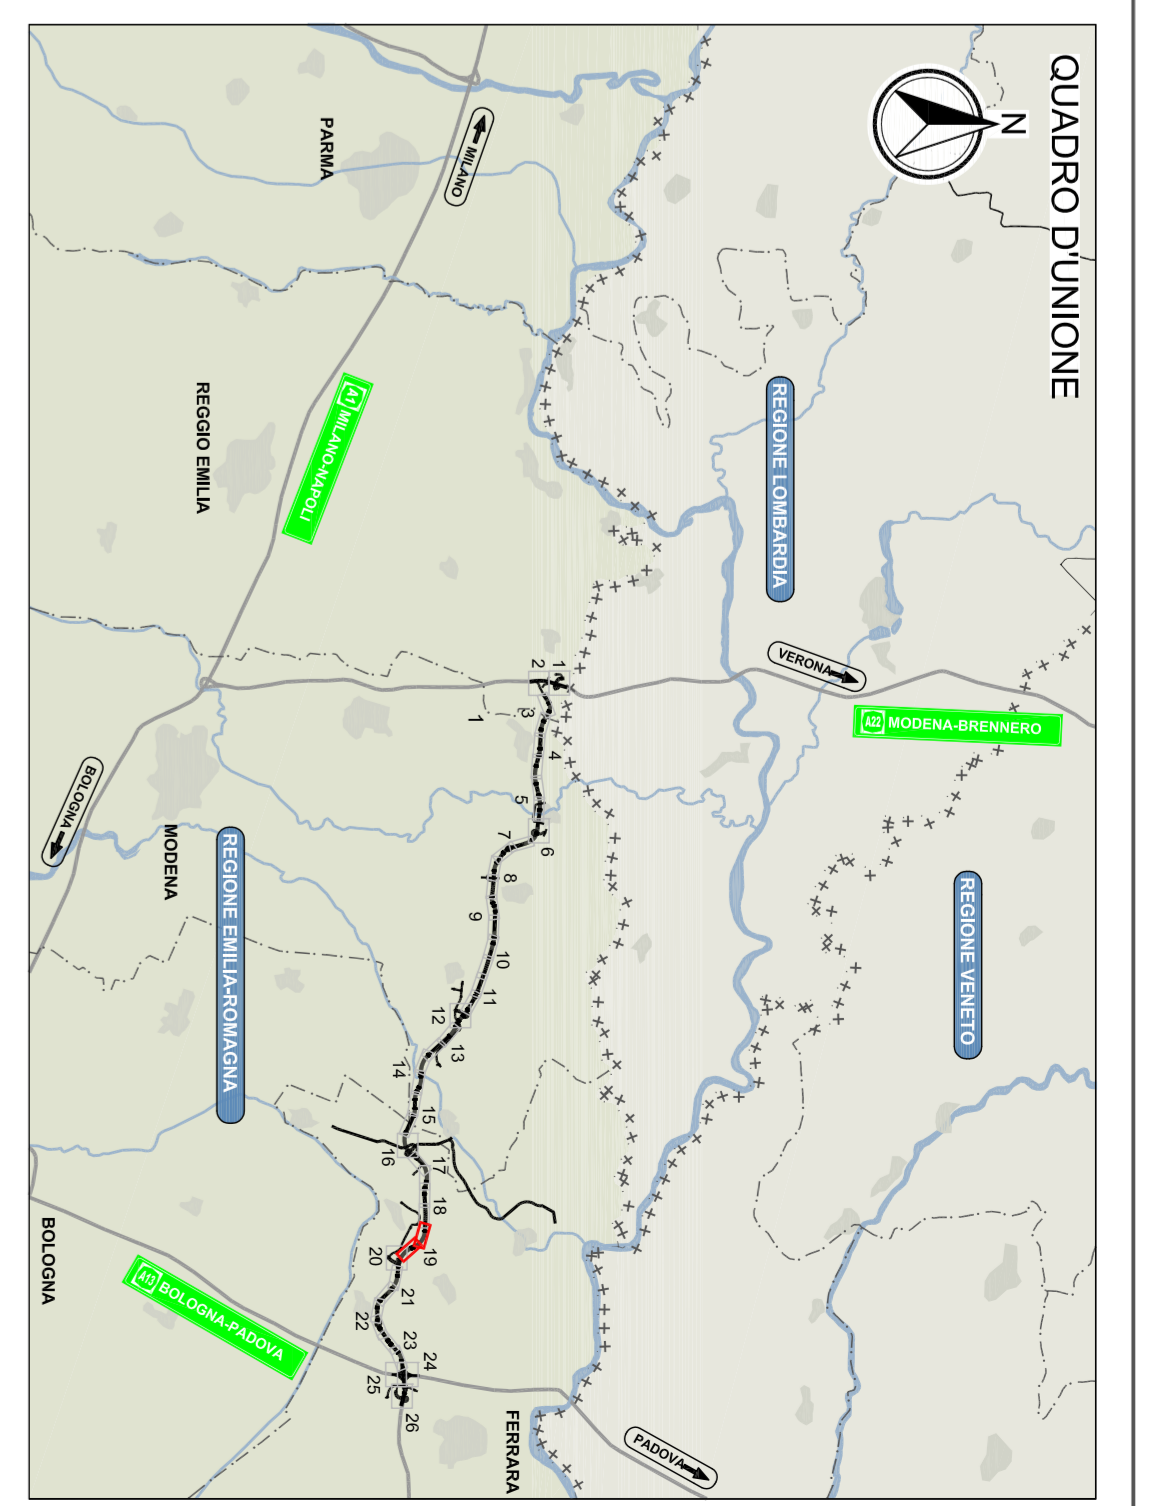 QUADRO D'UNIONE
N
PARMA
MILANO
REGIONE LOMBARDIA
REGGIO EMILIA
A1 MILANO-NAPOLI
VERONA
A22 MODENA-BRENNERO
REGIONE VENETO
BOLOGNA
MODENA
REGIONE EMILIA-ROMAGNA
1
2
1
3
4
5
6
7
8
9
10
11
12
13
14
15
16
17
18
19
20
21
22
23
24
25
26
BOLOGNA
A13 BOLOGNA-PADOVA
FERRARA
PADOVA